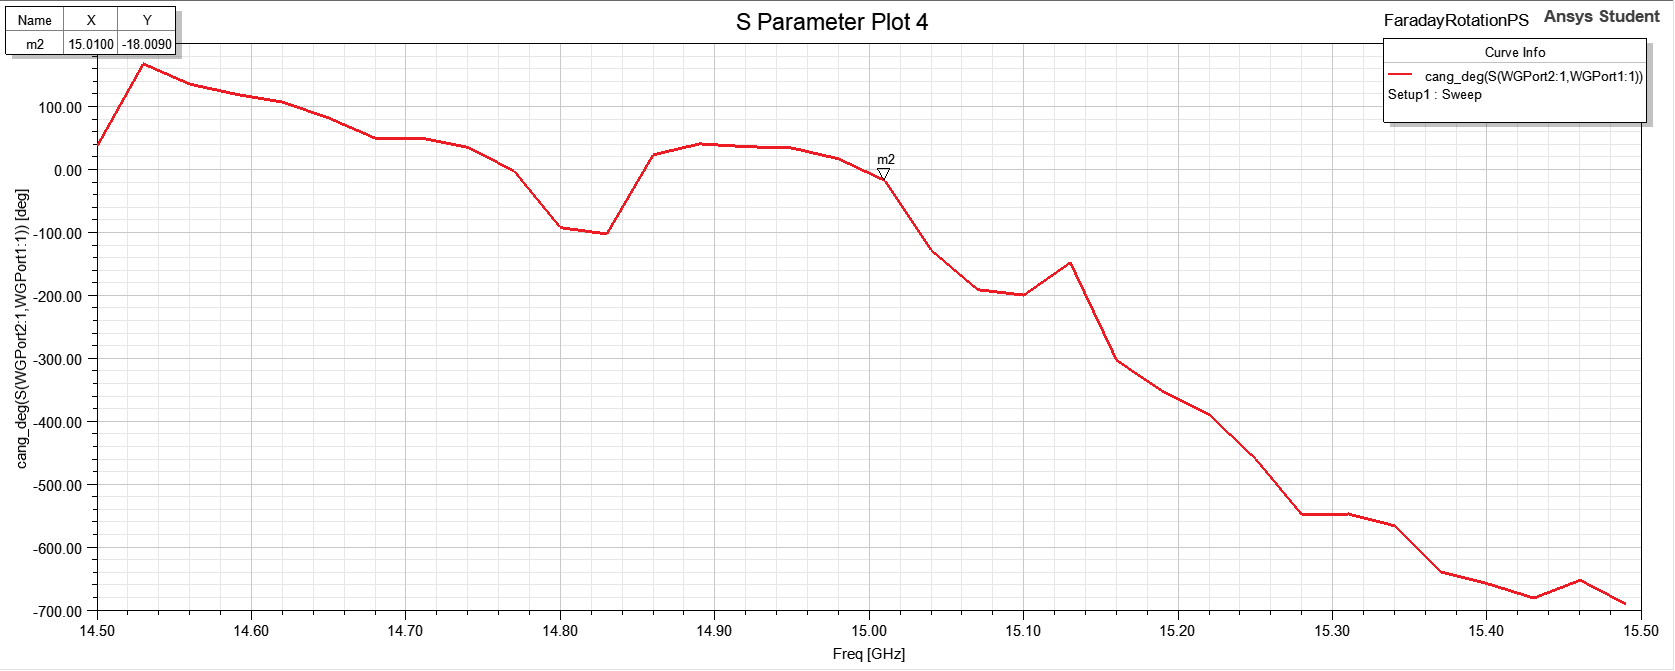 S Parameter Plot 4
FaradayRotationPS
Ansys Student
Name X Y
m2 15.0100 -18.0090
Curve Info
cang_deg(S(WGPort2:1,WGPort1:1))
Setup1 : Sweep
cang_deg(S(WGPort2:1,WGPort1:1)) [deg]
100.00
0.00
-100.00
-200.00
-300.00
-400.00
-500.00
-600.00
-700.00
m2
14.50 14.60 14.70 14.80 14.90 15.00 15.10 15.20 15.30 15.40 15.50
Freq [GHz]